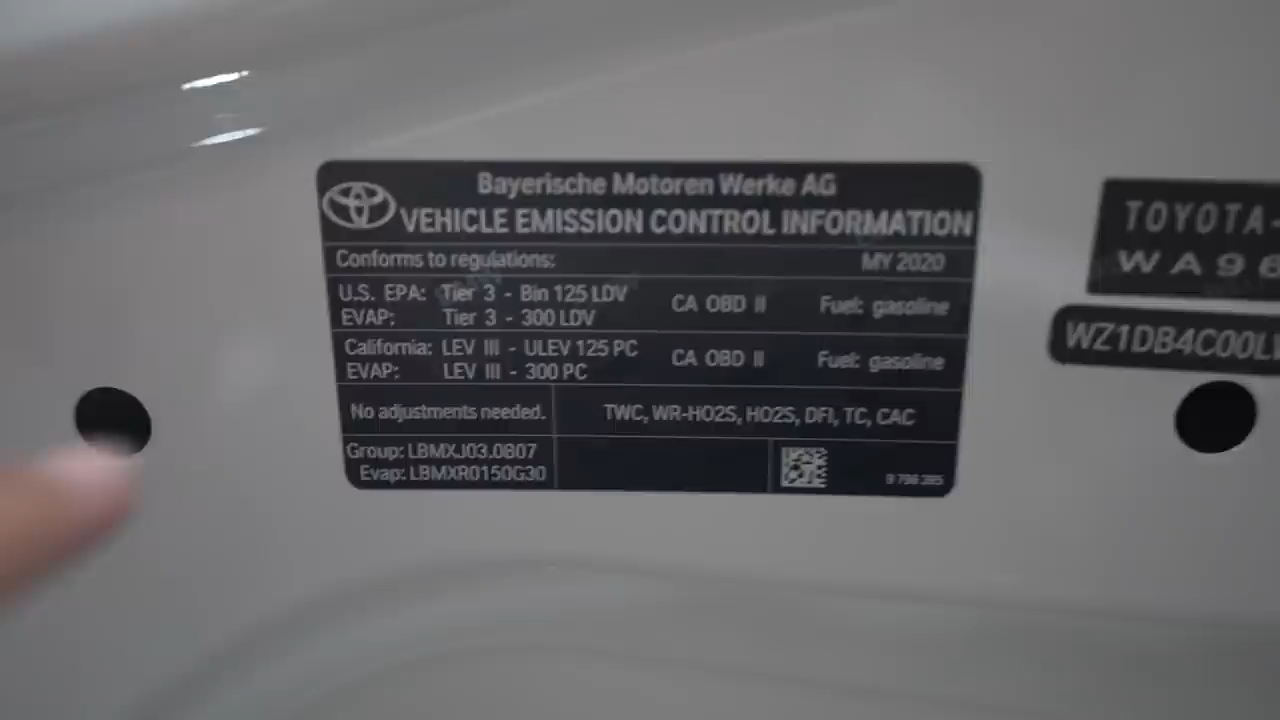 Bayerische Motoren Werke AG
VEHICLE EMISSION CONTROL INFORMATION
Conforms to regulations: MY 2020
U.S. EPA: Tier 3 - Bin 125 LDV CA OBD II Fuel: gasoline
EVAP: Tier 3 - 300 LDV
California: LEV III - ULEV 125 PC CA OBD II Fuel: gasoline
EVAP: LEV III - 300 PC
No adjustments needed. TWC, WR-HO2S, HO2S, DFI, TC, CAC
Group: LBMXJ03.0B07
Evap: LBMXR0150G30
TOYOTA-
WA96
WZ1DB4C00L